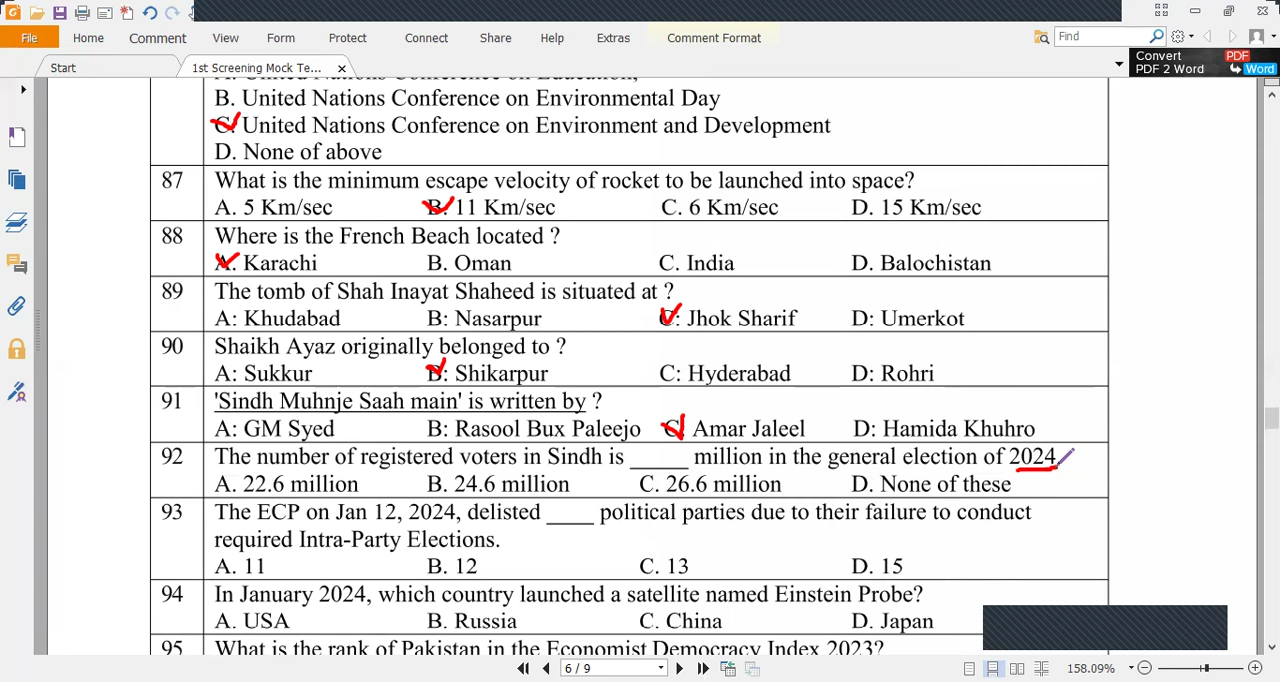 File Home Comment View Form Protect Connect Share Help Extras Comment Format Find
Start 1st Screening Mock Te... Convert PDF
PDF 2 Word Word
A. United Nations Conference on Education,
B. United Nations Conference on Environmental Day
C. United Nations Conference on Environment and Development
D. None of above
87 What is the minimum escape velocity of rocket to be launched into space?
A. 5 Km/sec B. 11 Km/sec C. 6 Km/sec D. 15 Km/sec
88 Where is the French Beach located ?
A. Karachi B. Oman C. India D. Balochistan
89 The tomb of Shah Inayat Shaheed is situated at ?
A: Khudabad B: Nasarpur C: Jhok Sharif D: Umerkot
90 Shaikh Ayaz originally belonged to ?
A: Sukkur B: Shikarpur C: Hyderabad D: Rohri
91 'Sindh Muhnje Saah main' is written by ?
A: GM Syed B: Rasool Bux Paleejo C: Amar Jaleel D: Hamida Khuhro
92 The number of registered voters in Sindh is _____ million in the general election of 2024
A. 22.6 million B. 24.6 million C. 26.6 million D. None of these
93 The ECP on Jan 12, 2024, delisted ____ political parties due to their failure to conduct
required Intra-Party Elections.
A. 11 B. 12 C. 13 D. 15
94 In January 2024, which country launched a satellite named Einstein Probe?
A. USA B. Russia C. China D. Japan
95 What is the rank of Pakistan in the Economist Democracy Index 2023?
6 / 9 158.09%